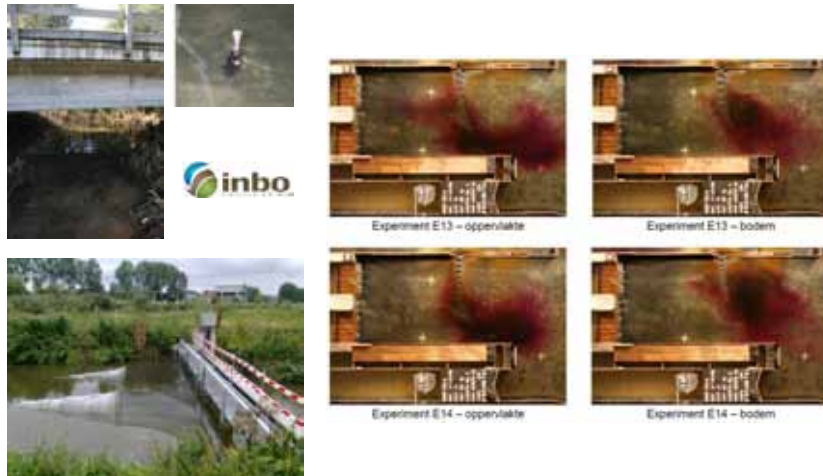 inbo
Experiment E13 – oppervlakte
Experiment E13 – bodem
Experiment E14 – oppervlakte
Experiment E14 – bodem